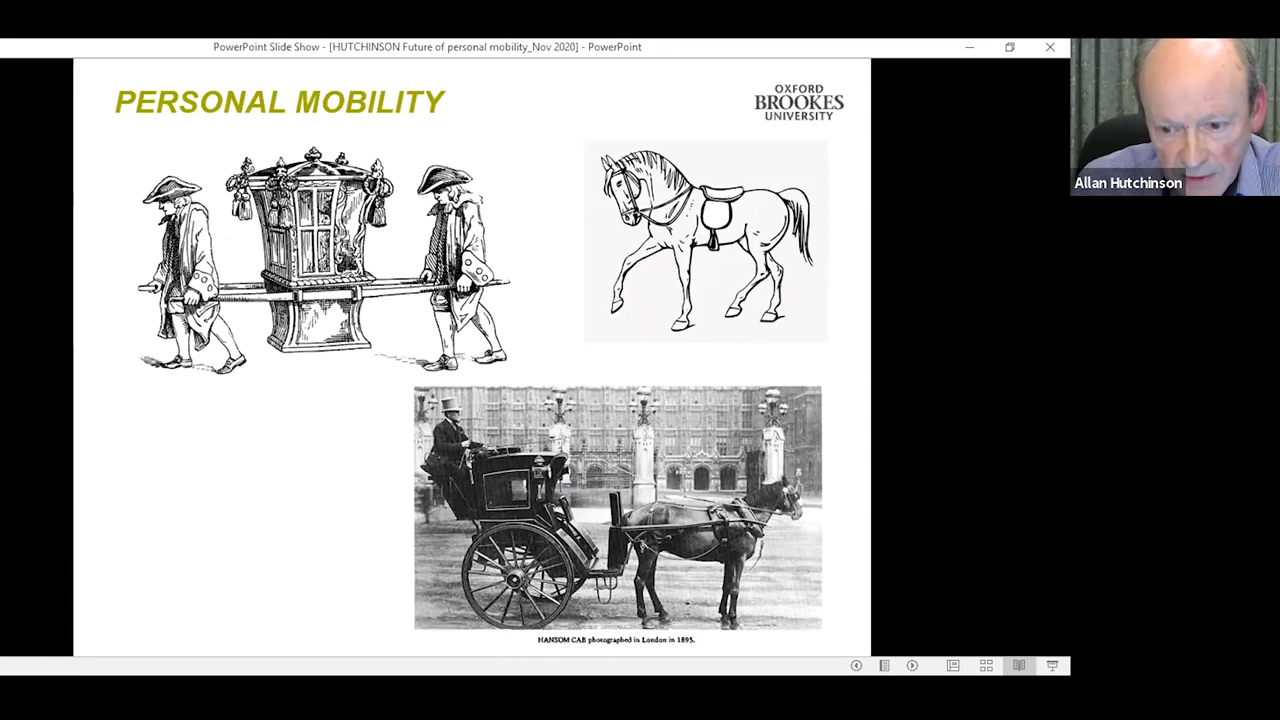 PowerPoint Slide Show - [HUTCHINSON Future of personal mobility_Nov 2020] - PowerPoint
PERSONAL MOBILITY
OXFORD
BROOKES
UNIVERSITY
Allan Hutchinson
HANSOM CAB photographed in London in 1895.